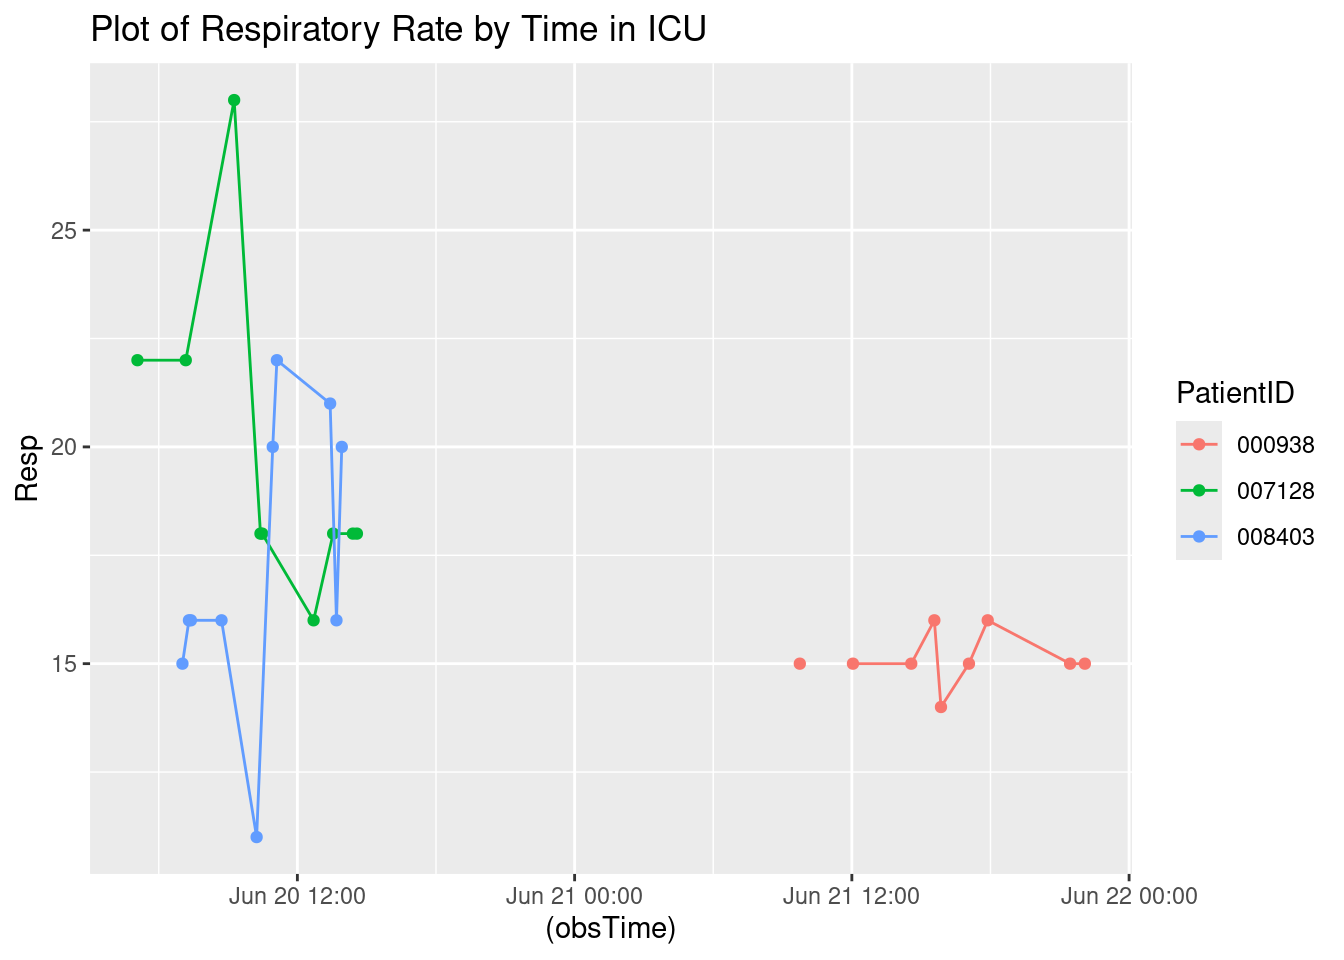 Plot of Respiratory Rate by Time in ICU
25
20
15
Resp
Jun 20 12:00
Jun 21 00:00
Jun 21 12:00
Jun 22 00:00
(obsTime)
PatientID
000938
007128
008403